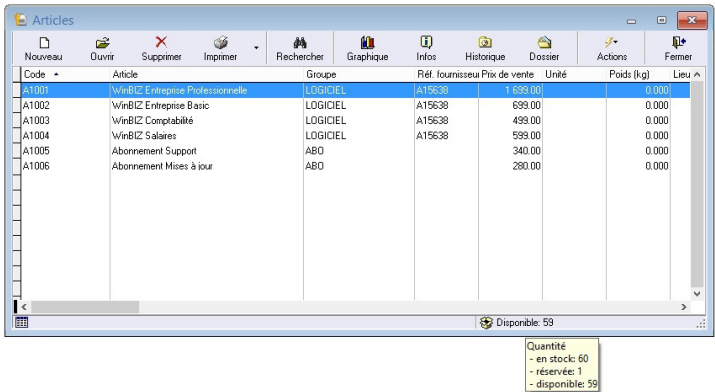 Articles
Nouveau Ouvrir Supprimer Imprimer Rechercher Graphique Infos Historique Dossier Actions Fermer
Code Article Groupe Réf. fournisseu Prix de vente Unité Poids (kg) Lieu
A1001 WinBIZ Entreprise Professionnelle LOGICIEL A15638 1 699.00 0.000
A1002 WinBIZ Entreprise Basic LOGICIEL A15638 699.00 0.000
A1003 WinBIZ Comptabilité LOGICIEL A15638 499.00 0.000
A1004 WinBIZ Salaires LOGICIEL A15638 599.00 0.000
A1005 Abonnement Support ABO 340.00 0.000
A1006 Abonnement Mises à jour ABO 280.00 0.000
Disponible: 59
Quantité
- en stock: 60
- réservée: 1
- disponible: 59